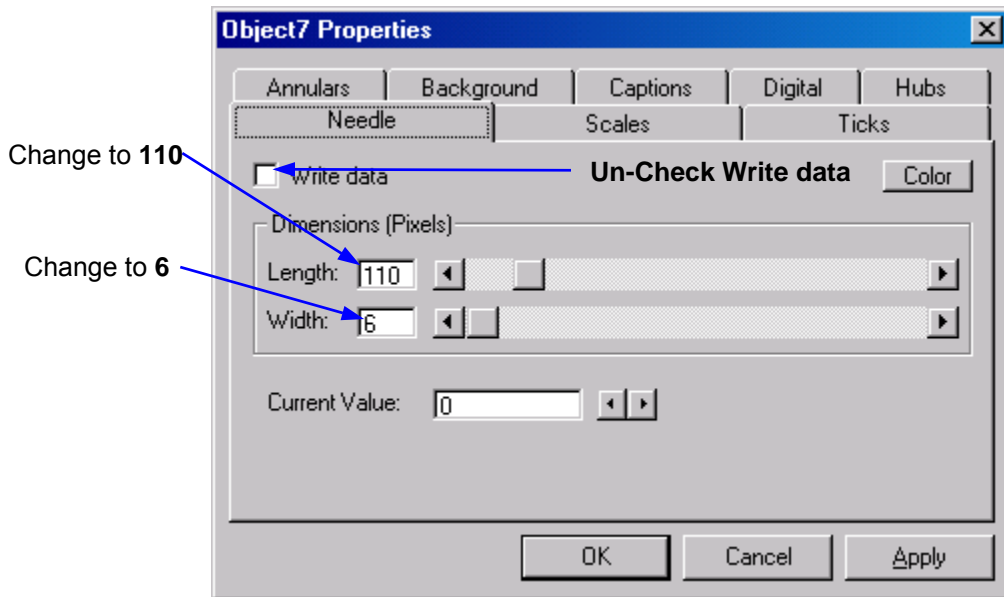 Object7 Properties
Annulars Background Captions Digital Hubs
Needle Scales Ticks
Change to 110
Write data Un-Check Write data Color
Dimensions (Pixels)
Change to 6
Length: 110
Width: 6
Current Value: 0
OK Cancel Apply